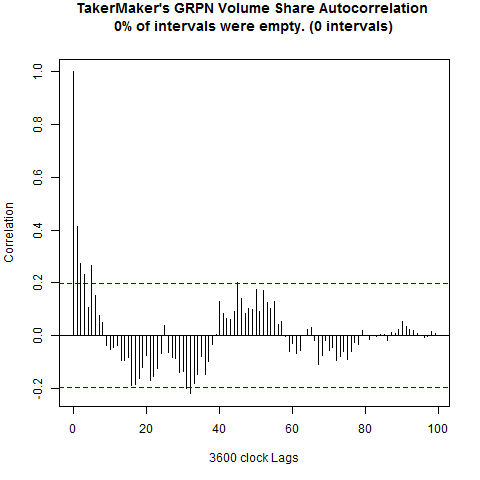 TakerMaker's GRPN Volume Share Autocorrelation
0% of intervals were empty. (0 intervals)
Correlation
1.0
0.8
0.6
0.4
0.2
0.0
-0.2
0 20 40 60 80 100
3600 clock Lags